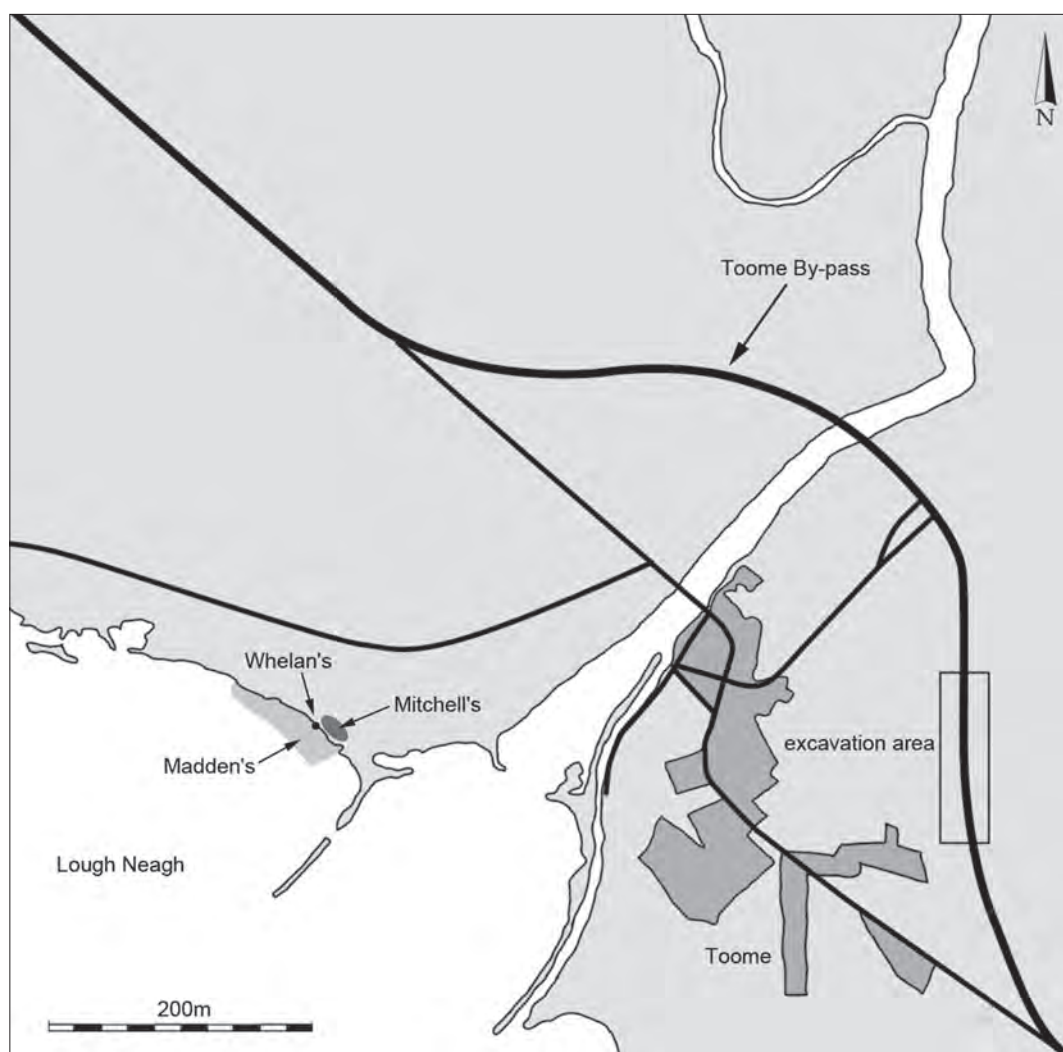 N
Toome By-pass
Whelan's
Mitchell's
Madden's
excavation area
Lough Neagh
Toome
200m